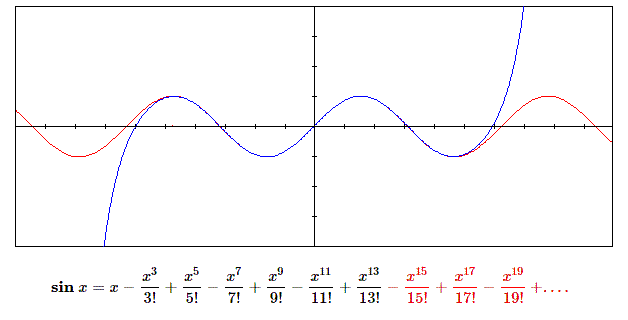 sin x = x − x³/3! + x⁵/5! − x⁷/7! + x⁹/9! − x¹¹/11! + x¹³/13! − x¹⁵/15! + x¹⁷/17! − x¹⁹/19! + ....